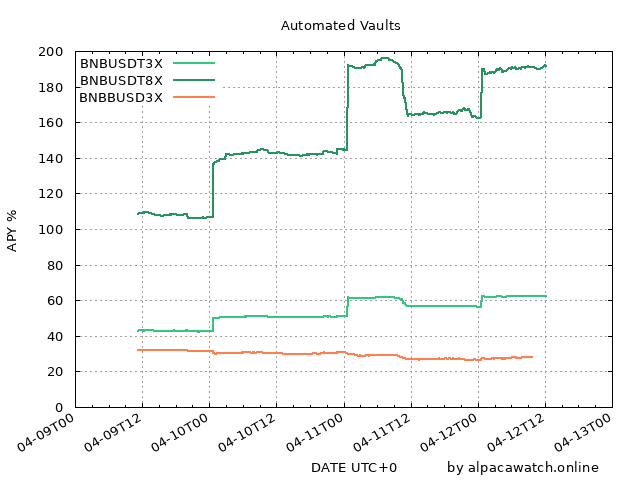 Automated Vaults
BNBUSDT3X
BNBUSDT8X
BNBBUSD3X
APY %
200
180
160
140
120
100
80
60
40
20
0
04-09T00
04-09T12
04-10T00
04-10T12
04-11T00
04-11T12
04-12T00
04-12T12
04-13T00
DATE UTC+0
by alpacawatch.online